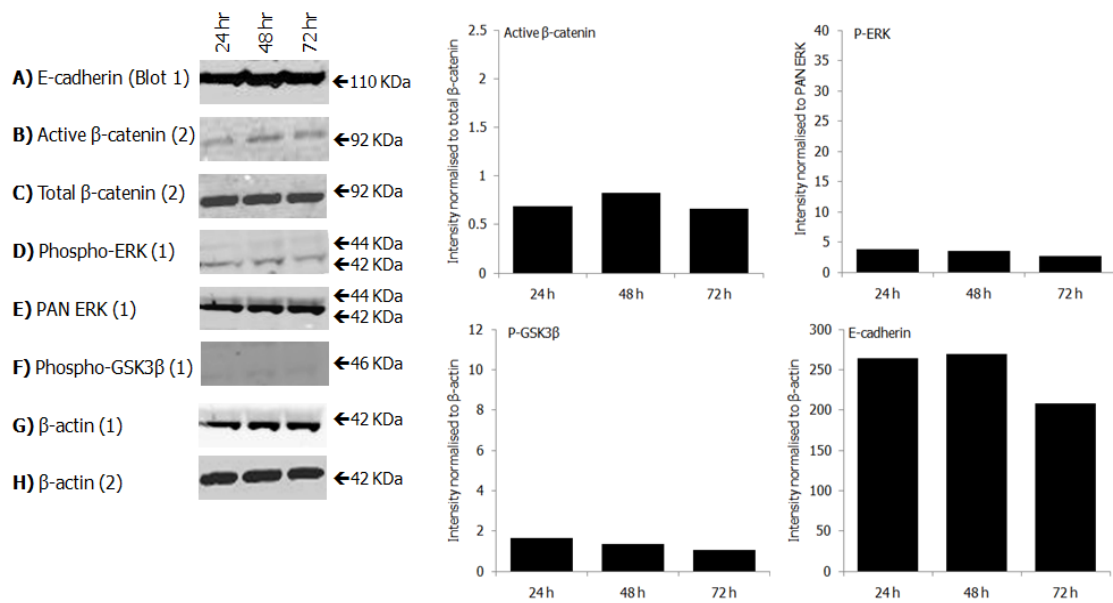 24 hr
48 hr
72 hr
A) E-cadherin (Blot 1)
←110 KDa
B) Active β-catenin (2)
←92 KDa
C) Total β-catenin (2)
←92 KDa
D) Phospho-ERK (1)
←44 KDa
←42 KDa
E) PAN ERK (1)
←44 KDa
←42 KDa
F) Phospho-GSK3β (1)
←46 KDa
G) β-actin (1)
←42 KDa
H) β-actin (2)
←42 KDa
Active β-catenin
Intensity normalised to total β-catenin
2.5
2
1.5
1
0.5
0
24 h
48 h
72 h
P-ERK
Intensity normalised to PAN ERK
40
35
30
25
20
15
10
5
0
24 h
48 h
72 h
P-GSK3β
Intensity normalised to β-actin
12
10
8
6
4
2
0
24 h
48 h
72 h
E-cadherin
Intensity normalised to β-actin
300
250
200
150
100
50
0
24 h
48 h
72 h